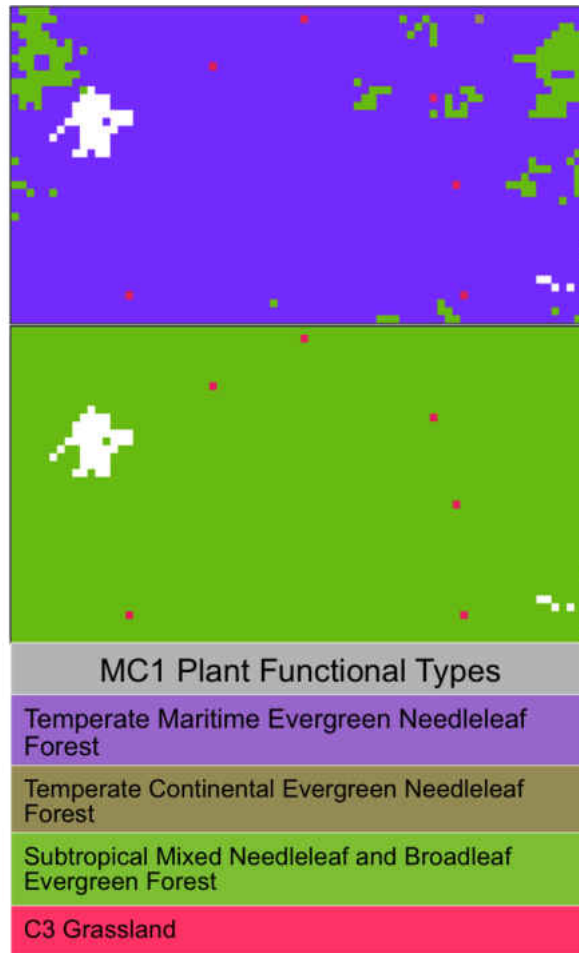 MC1 Plant Functional Types
Temperate Maritime Evergreen Needleleaf
Forest
Temperate Continental Evergreen Needleleaf
Forest
Subtropical Mixed Needleleaf and Broadleaf
Evergreen Forest
C3 Grassland